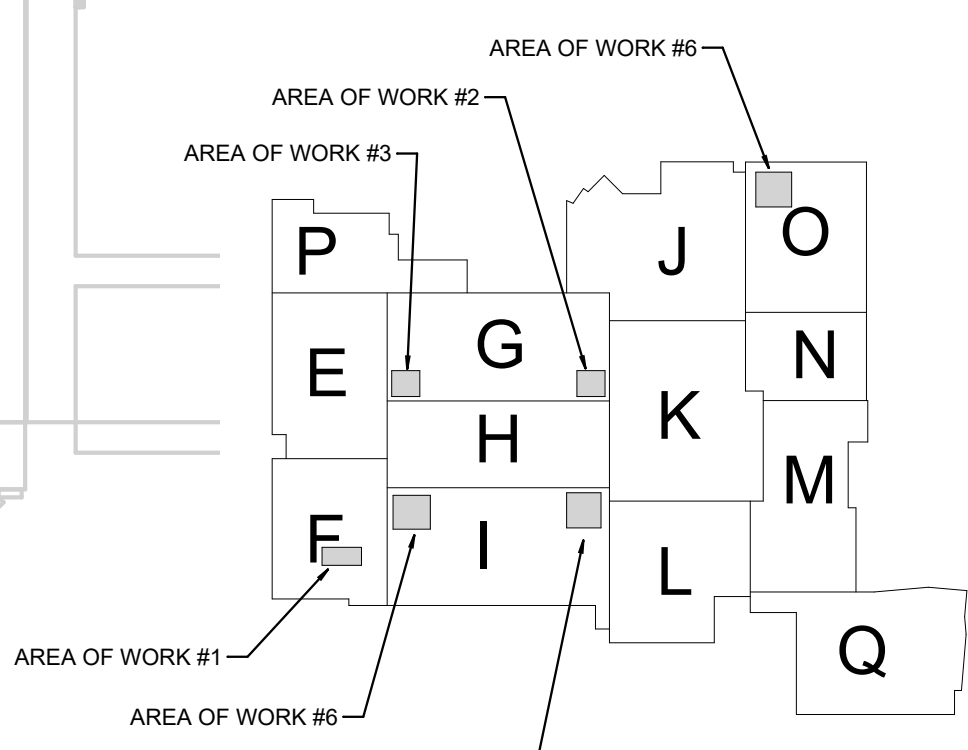 AREA OF WORK #6
AREA OF WORK #2
AREA OF WORK #3
P
J
O
G
E
N
K
H
M
F
I
L
Q
AREA OF WORK #1
AREA OF WORK #6